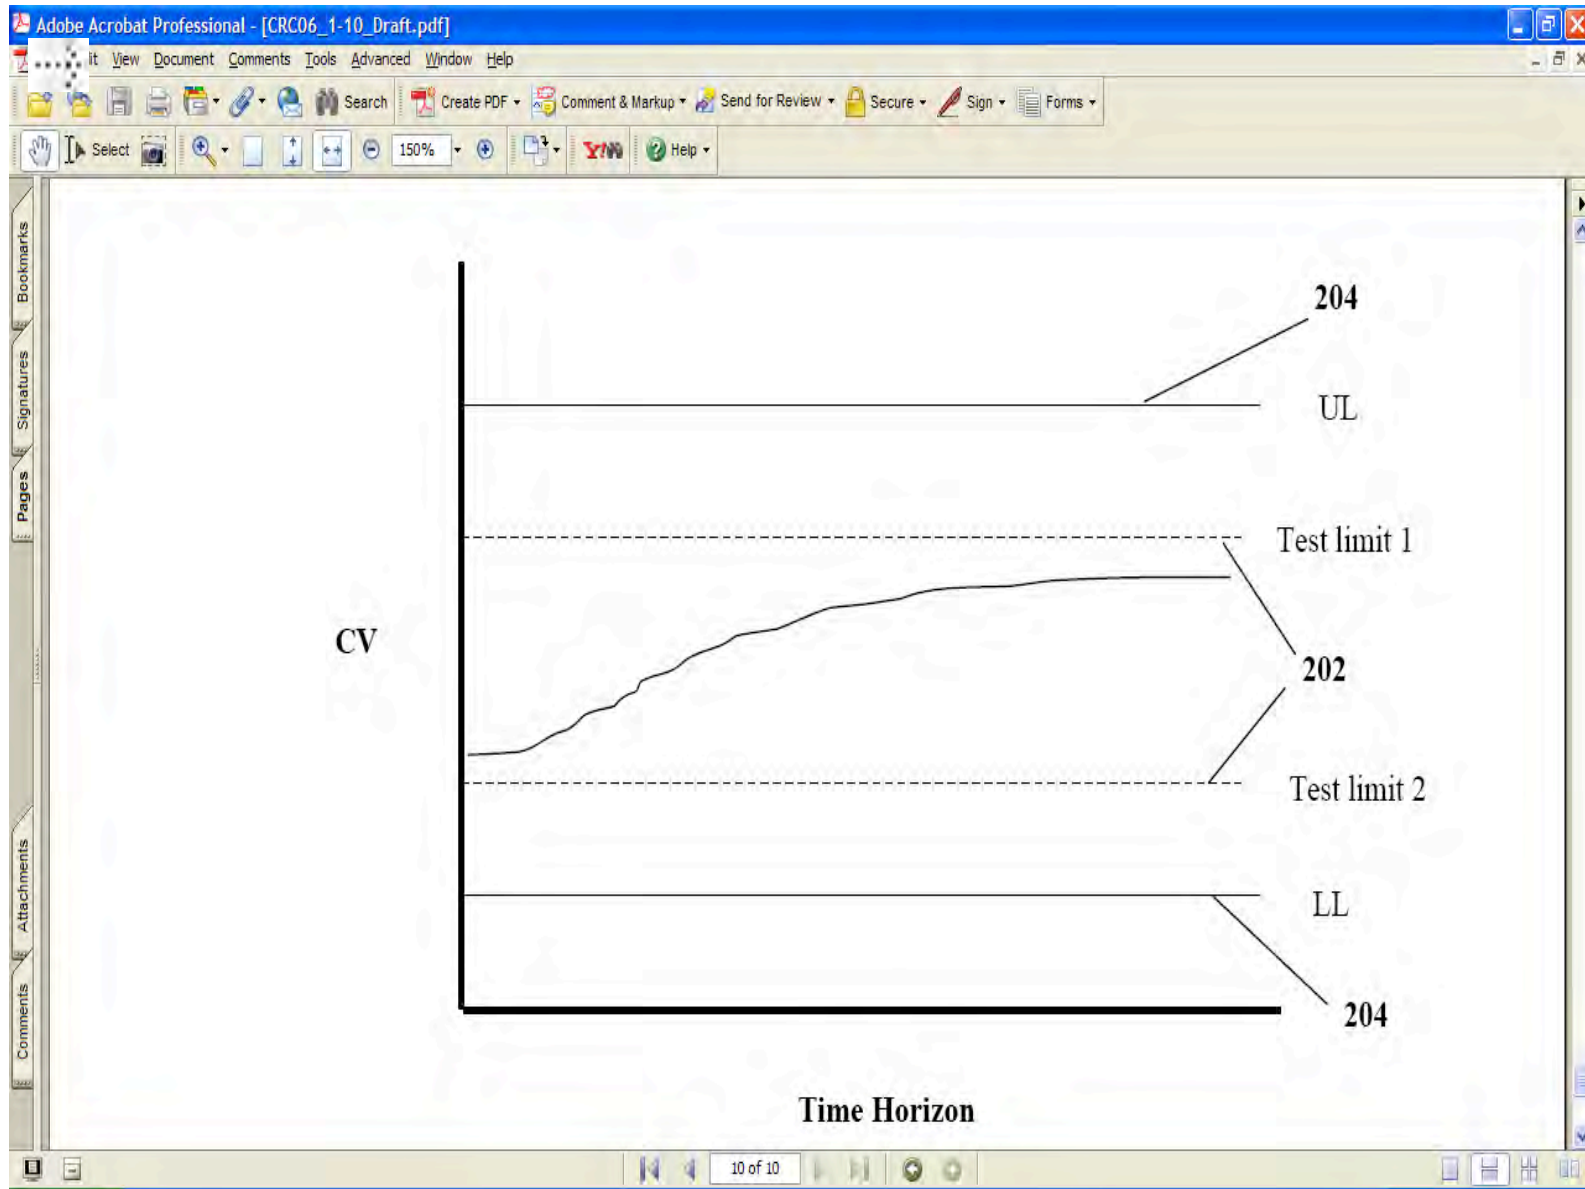 Adobe Acrobat Professional - [CRC06_1-10_Draft.pdf]
it View Document Comments Tools Advanced Window Help
Search Create PDF Comment & Markup Send for Review Secure Sign Forms
Select 150% Y! Help
Bookmarks
Signatures
Pages
Attachments
Comments
204
UL
Test limit 1
CV
202
Test limit 2
LL
204
Time Horizon
10 of 10